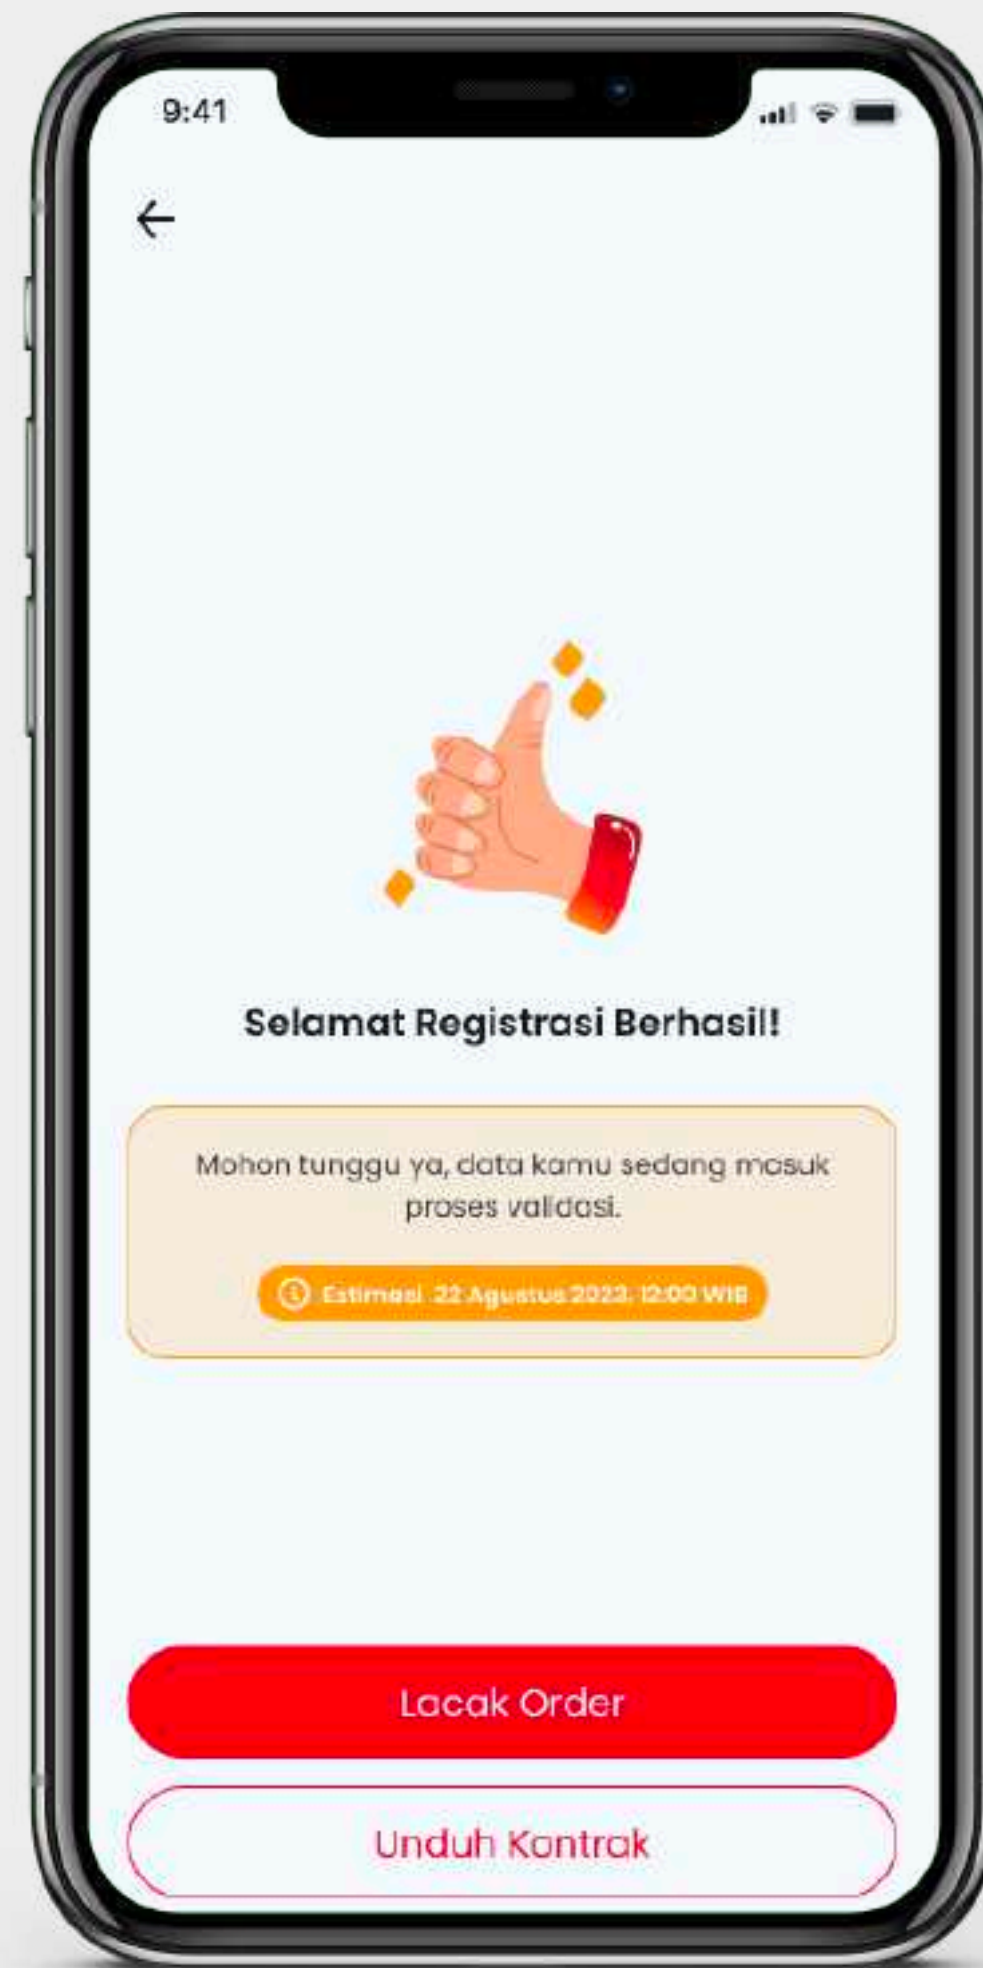 9:41
Selamat Registrasi Berhasil!
Mohon tunggu ya, data kamu sedang masuk
proses validasi.
Estimasi 22 Agustus 2023, 12:00 WIB
Lacak Order
Unduh Kontrak